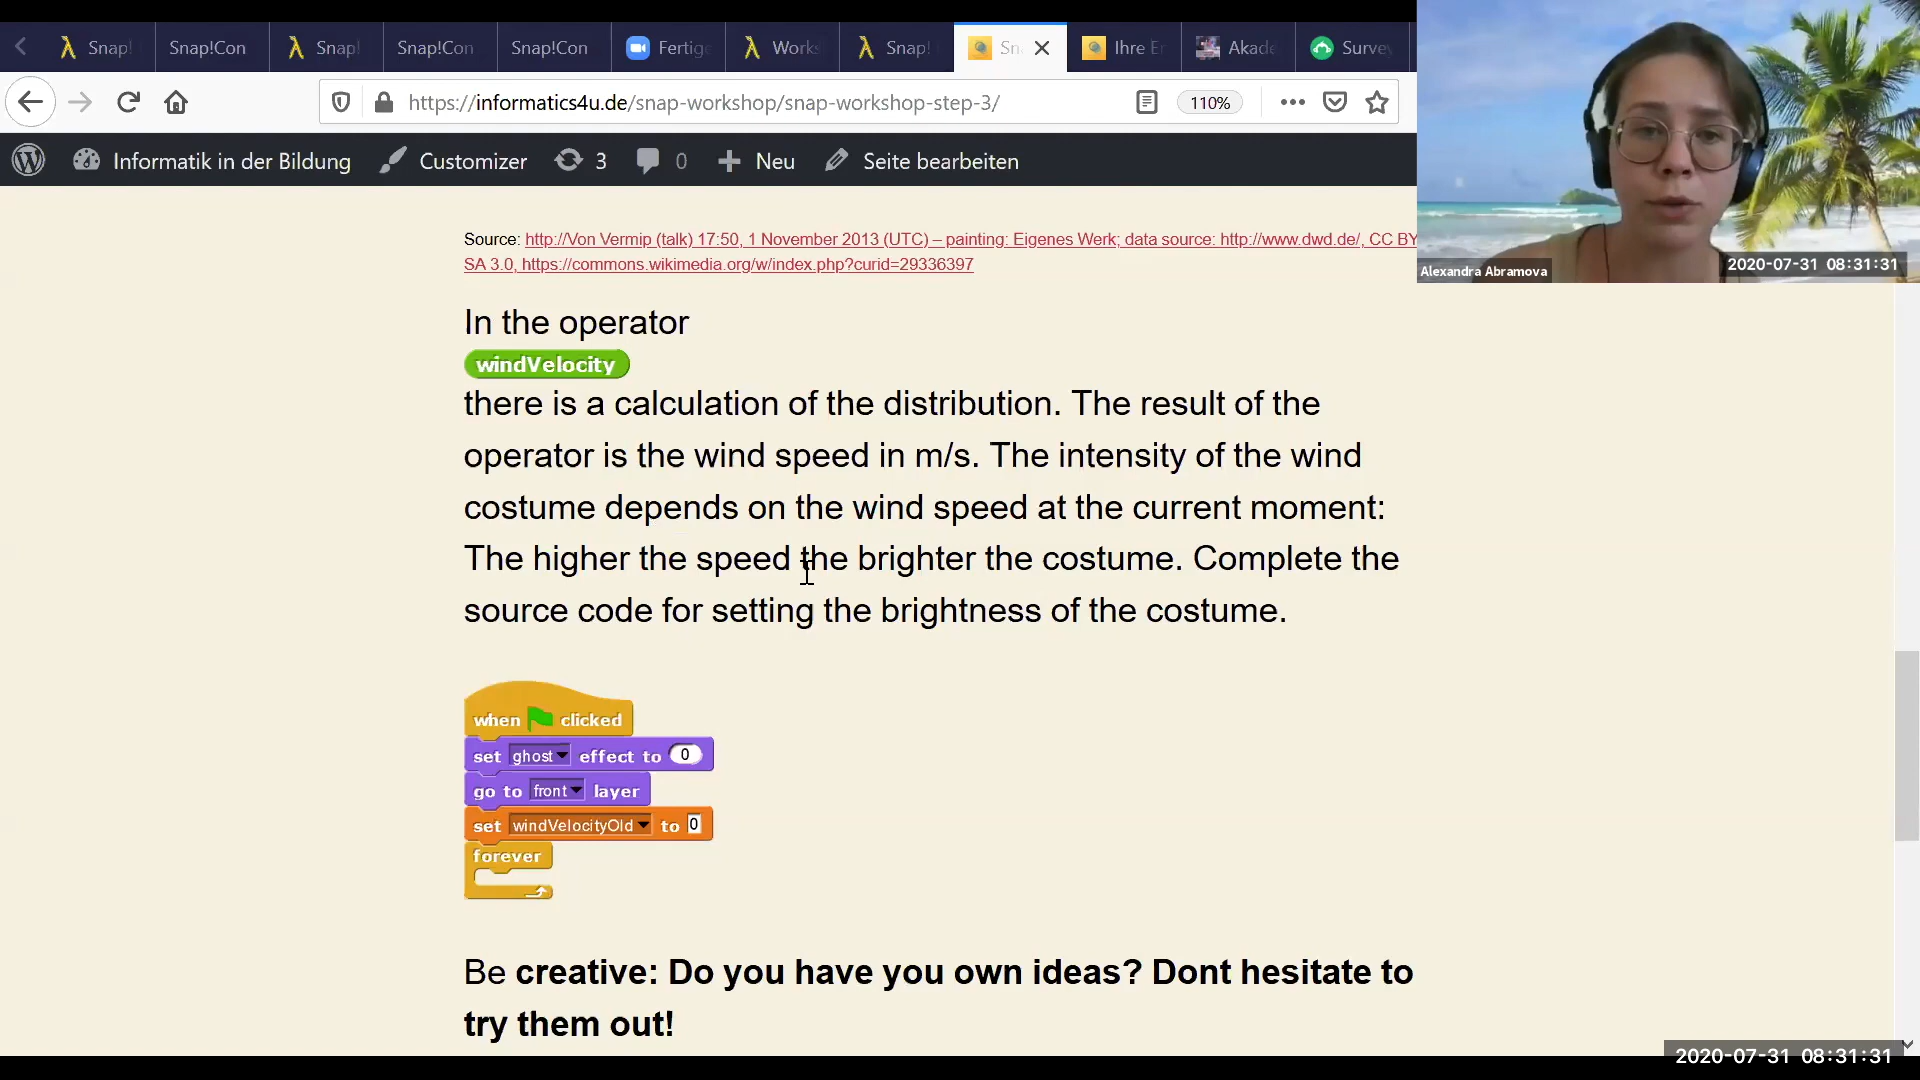 Snap!
Snap!Con
Snap!
Snap!Con
Snap!Con
Fertig
Works
Snap!
Sn
Ihre E
Akad
Surve
https://informatics4u.de/snap-workshop/snap-workshop-step-3/
110%
Informatik in der Bildung
Customizer
3
0
Neu
Seite bearbeiten
Alexandra Abramova
2020-07-31 08:31:31
Source: http://Von Vermip (talk) 17:50, 1 November 2013 (UTC) – painting: Eigenes Werk; data source: http://www.dwd.de/, CC BY
SA 3.0, https://commons.wikimedia.org/w/index.php?curid=29336397
In the operator
windVelocity
there is a calculation of the distribution. The result of the
operator is the wind speed in m/s. The intensity of the wind
costume depends on the wind speed at the current moment:
The higher the speed the brighter the costume. Complete the
source code for setting the brightness of the costume.
when clicked
set ghost effect to 0
go to front layer
set windVelocityOld to 0
forever
Be creative: Do you have you own ideas? Dont hesitate to
try them out!
2020-07-31 08:31:31